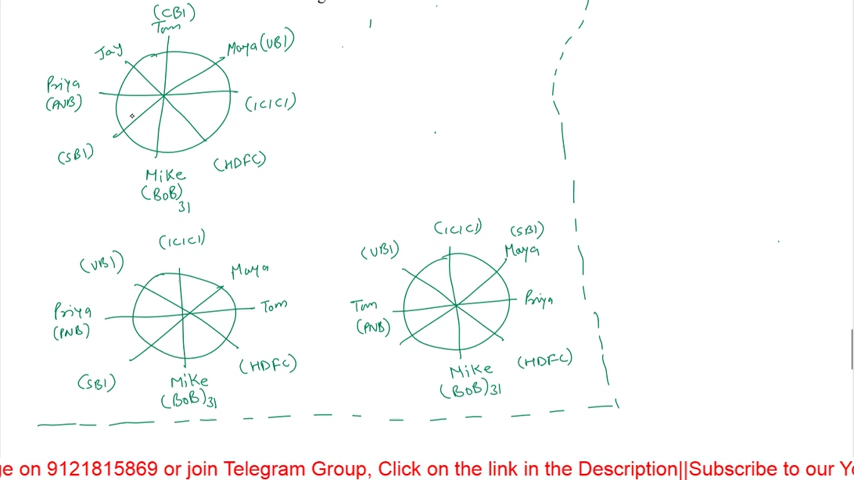 (CBI)
Tom
Jay
Maya (UBI)
Priya
(PNB)
(ICICI)
(SBI)
(HDFC)
Mike
(BOB)
31
(ICICI)
(UBI)
Maya
Priya
(PNB)
Tom
(SBI)
(HDFC)
Mike
(BOB) 31
(ICICI)
(SBI)
(UBI)
Maya
Tom
(PNB)
Priya
(HDFC)
Mike
(BOB) 31
ge on 9121815869 or join Telegram Group, Click on the link in the Description||Subscribe to our Yo